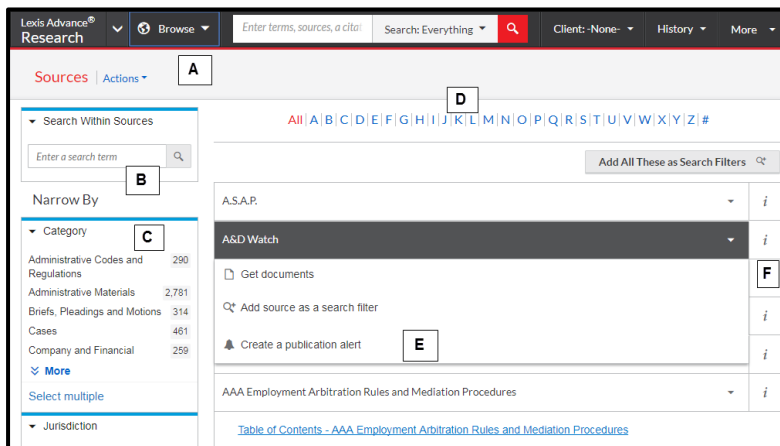 Lexis Advance®
Research
Browse
Enter terms, sources, a cita
Search: Everything
Client: -None-
History
More
A
Sources | Actions
D
Search Within Sources
All|A|B|C|D|E|F|G|H|I|J|K|L|M|N|O|P|Q|R|S|T|U|V|W|X|Y|Z|#
Enter a search term
B
Add All These as Search Filters
Narrow By
A.S.A.P.
i
Category
C
A&D Watch
i
Administrative Codes and 290
Regulations
Administrative Materials 2,781
Briefs, Pleadings and Motions 314
Cases 461
Company and Financial 259
More
Select multiple
Get documents
F
Add source as a search filter
i
Create a publication alert
E
i
AAA Employment Arbitration Rules and Mediation Procedures
i
Jurisdiction
Table of Contents - AAA Employment Arbitration Rules and Mediation Procedures